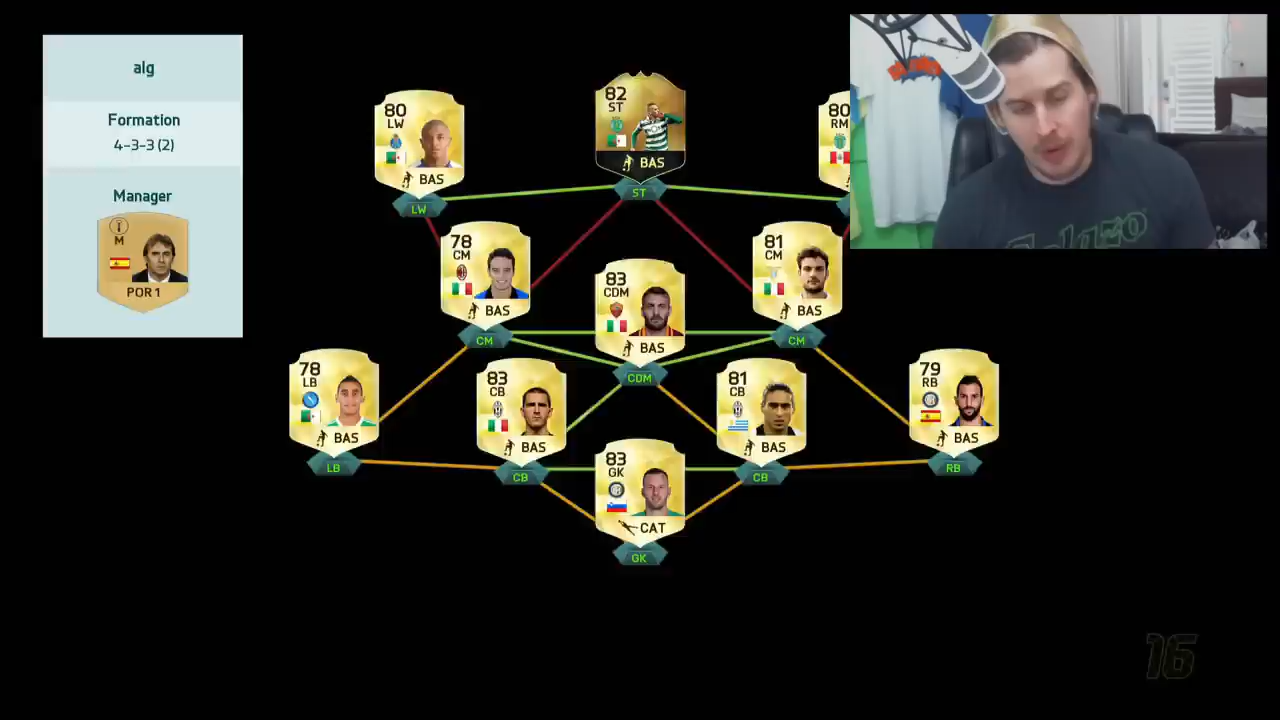 alg
Formation
4-3-3 (2)
Manager
M
POR 1
80
LW
BAS
LW
82
ST
BAS
ST
80
RM
78
CM
BAS
CM
83
CDM
BAS
CDM
81
CM
BAS
CM
78
LB
BAS
LB
83
CB
BAS
CB
81
CB
BAS
CB
79
RB
BAS
RB
83
GK
CAT
GK
16